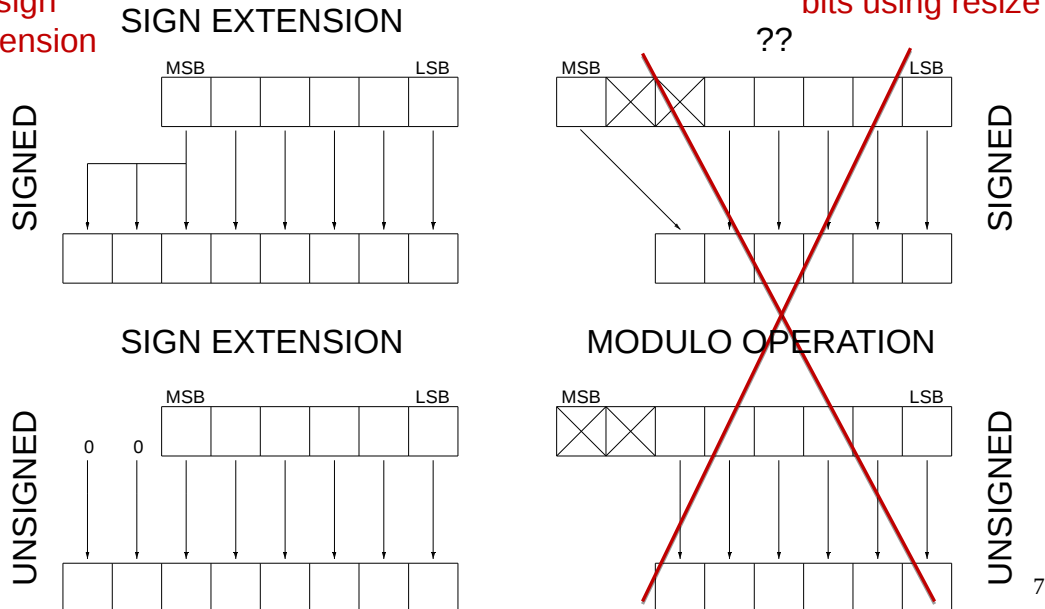 sign
bits using resize
SIGN EXTENSION
ension
??
MSB
LSB
MSB
LSB
SIGNED
SIGNED
SIGN EXTENSION
MODULO OPERATION
MSB
LSB
MSB
LSB
0
0
UNSIGNED
UNSIGNED
7